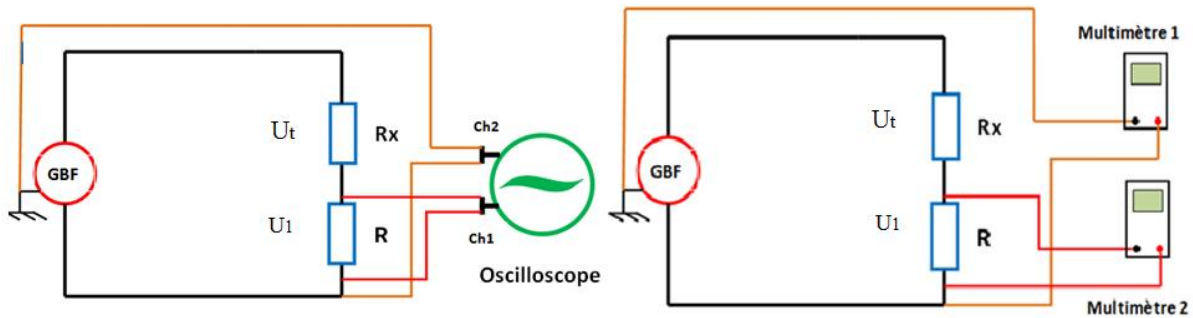 Ut
Rx
Ch2
GBF
U1
R
Ch1
Oscilloscope
Multimètre 1
Ut
Rx
GBF
U1
R
Multimètre 2